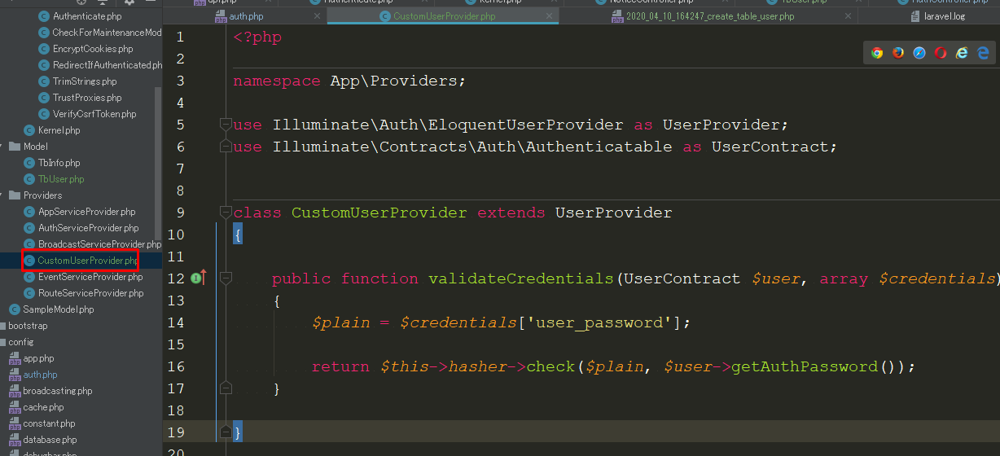 auth.php
CustomUserProvider.php
2020_04_10_164247_create_table_user.php
laravel.log
Authenticate.php
CheckForMaintenanceMod
EncryptCookies.php
RedirectIfAuthenticated.ph
TrimStrings.php
TrustProxies.php
VerifyCsrfToken.php
Kernel.php
Model
TbInfo.php
TbUser.php
Providers
AppServiceProvider.php
AuthServiceProvider.php
BroadcastServiceProvider.php
CustomUserProvider.php
EventServiceProvider.php
RouteServiceProvider.php
SampleModel.php
bootstrap
config
app.php
auth.php
broadcasting.php
cache.php
constant.php
database.php
debugbar.php
1 <?php
2
3 namespace App\Providers;
4
5 use Illuminate\Auth\EloquentUserProvider as UserProvider;
6 use Illuminate\Contracts\Auth\Authenticatable as UserContract;
7
8
9 class CustomUserProvider extends UserProvider
10 {
11
12 public function validateCredentials(UserContract $user, array $credentials)
13 {
14 $plain = $credentials['user_password'];
15
16 return $this->hasher->check($plain, $user->getAuthPassword());
17 }
18
19 }
20